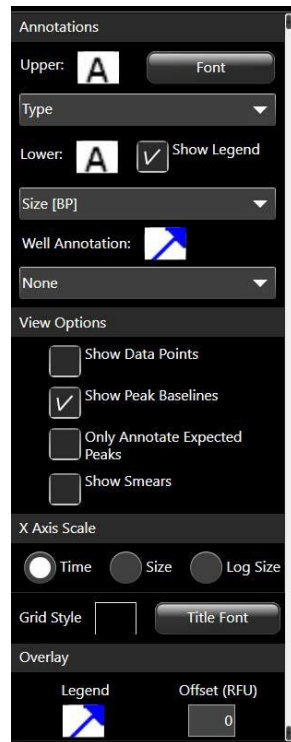 Annotations
Upper: A Font
Type
Lower: A Show Legend
Size [BP]
Well Annotation:
None
View Options
Show Data Points
Show Peak Baselines
Only Annotate Expected
Peaks
Show Smears
X Axis Scale
Time Size Log Size
Grid Style Title Font
Overlay
Legend Offset (RFU)
0